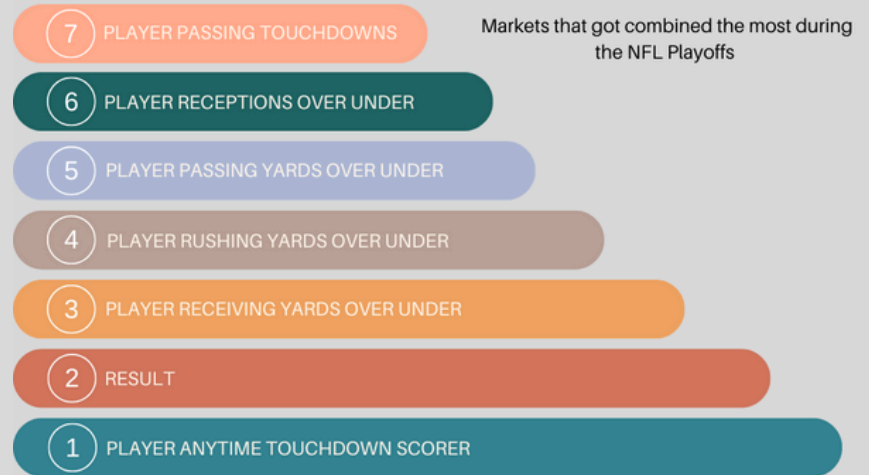 Markets that got combined the most during
the NFL Playoffs
7 PLAYER PASSING TOUCHDOWNS
6 PLAYER RECEPTIONS OVER UNDER
5 PLAYER PASSING YARDS OVER UNDER
4 PLAYER RUSHING YARDS OVER UNDER
3 PLAYER RECEIVING YARDS OVER UNDER
2 RESULT
1 PLAYER ANYTIME TOUCHDOWN SCORER